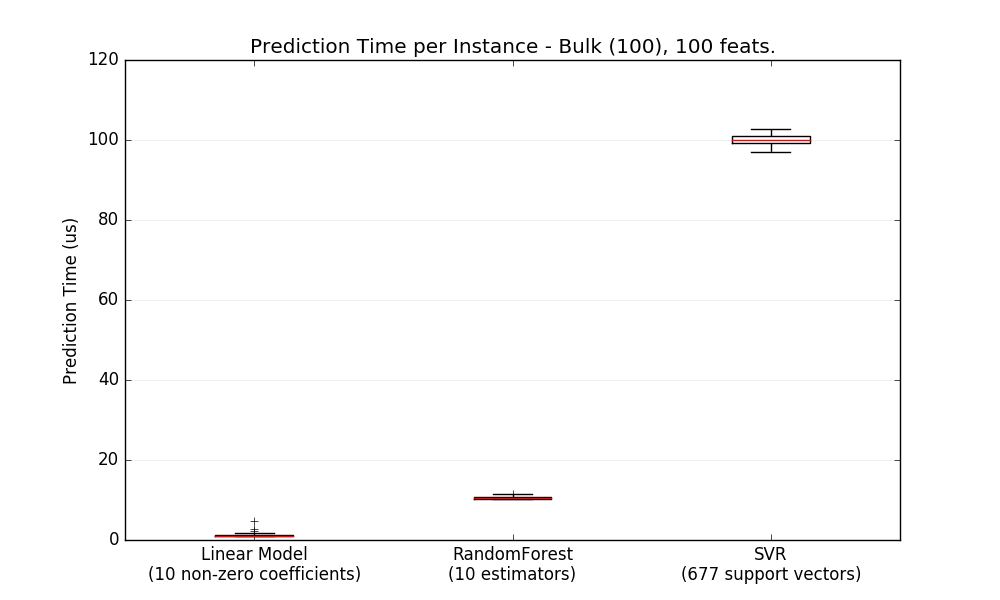 Prediction Time per Instance - Bulk (100), 100 feats.
120
100
80
60
40
20
0
Prediction Time (us)
Linear Model
(10 non-zero coefficients)
RandomForest
(10 estimators)
SVR
(677 support vectors)